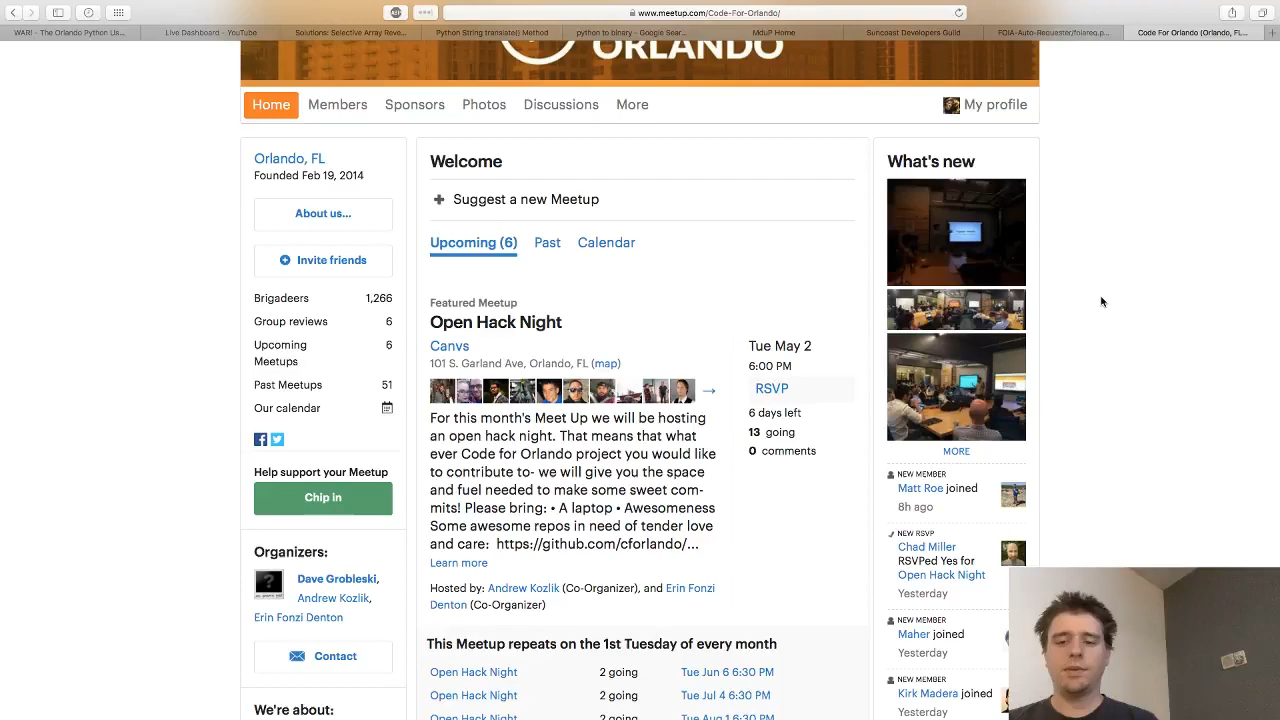 www.meetup.com/Code-For-Orlando/
WAR! - The Orlando Python Us...
Live Dashboard - YouTube
Solutions: Selective Array Reve...
Python String translate() Method
python to binary - Google Sear...
MduP Home
Suncoast Developers Guild
FOIA-Auto-Requester/foiareq.p...
Code For Orlando (Orlando, FL...
ORLANDO
Home
Members
Sponsors
Photos
Discussions
More
My profile
Orlando, FL
Founded Feb 19, 2014
About us...
Invite friends
Brigadeers 1,266
Group reviews 6
Upcoming 6
Meetups
Past Meetups 51
Our calendar
Help support your Meetup
Chip in
Organizers:
Dave Grobleski,
Andrew Kozlik,
Erin Fonzi Denton
Contact
We're about:
Welcome
Suggest a new Meetup
Upcoming (6)
Past
Calendar
Featured Meetup
Open Hack Night
Canvs
101 S. Garland Ave, Orlando, FL (map)
For this month's Meet Up we will be hosting
an open hack night. That means that what
ever Code for Orlando project you would like
to contribute to- we will give you the space
and fuel needed to make some sweet com-
mits! Please bring: • A laptop • Awesomeness
Some awesome repos in need of tender love
and care: https://github.com/cforlando/...
Learn more
Hosted by: Andrew Kozlik (Co-Organizer), and Erin Fonzi
Denton (Co-Organizer)
Tue May 2
6:00 PM
RSVP
6 days left
13 going
0 comments
This Meetup repeats on the 1st Tuesday of every month
Open Hack Night 2 going Tue Jun 6 6:30 PM
Open Hack Night 2 going Tue Jul 4 6:30 PM
Open Hack Night 2 going Tue Aug 1 6:30 PM
What's new
MORE
NEW MEMBER
Matt Roe joined
8h ago
NEW RSVP
Chad Miller
RSVPed Yes for
Open Hack Night
Yesterday
NEW MEMBER
Maher joined
Yesterday
NEW MEMBER
Kirk Madera joined
Yesterday